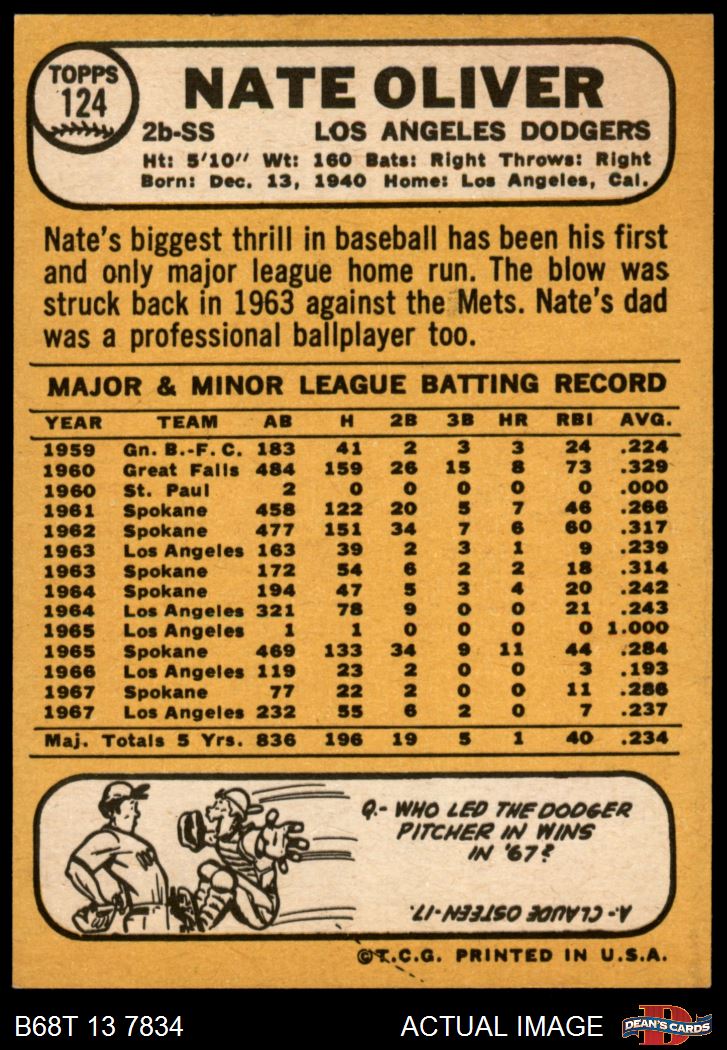 TOPPS
124
NATE OLIVER
2b-SS LOS ANGELES DODGERS
Ht: 5'10" Wt: 160 Bats: Right Throws: Right
Born: Dec. 13, 1940 Home: Los Angeles, Cal.
Nate's biggest thrill in baseball has been his first
and only major league home run. The blow was
struck back in 1963 against the Mets. Nate's dad
was a professional ballplayer too.
MAJOR & MINOR LEAGUE BATTING RECORD
YEAR TEAM AB H 2B 3B HR RBI AVG.
1959 Gn. B.-F. C. 183 41 2 3 3 24 .224
1960 Great Falls 484 159 26 15 8 73 .329
1960 St. Paul 2 0 0 0 0 0 .000
1961 Spokane 458 122 20 5 7 46 .266
1962 Spokane 477 151 34 7 6 60 .317
1963 Los Angeles 163 39 2 3 1 9 .239
1963 Spokane 172 54 6 2 2 18 .314
1964 Spokane 194 47 5 3 4 20 .242
1964 Los Angeles 321 78 9 0 0 21 .243
1965 Los Angeles 1 1 0 0 0 0 1.000
1965 Spokane 469 133 34 9 11 44 .284
1966 Los Angeles 119 23 2 0 0 3 .193
1967 Spokane 77 22 2 0 0 11 .286
1967 Los Angeles 232 55 6 2 0 7 .237
Maj. Totals 5 Yrs. 836 196 19 5 1 40 .234
Q.- WHO LED THE DODGER
PITCHER IN WINS
IN '67?
A.- CLAUDE OSTEEN-17.
©T.C.G. PRINTED IN U.S.A.
B68T 13 7834 ACTUAL IMAGE
DEAN'S CARDS